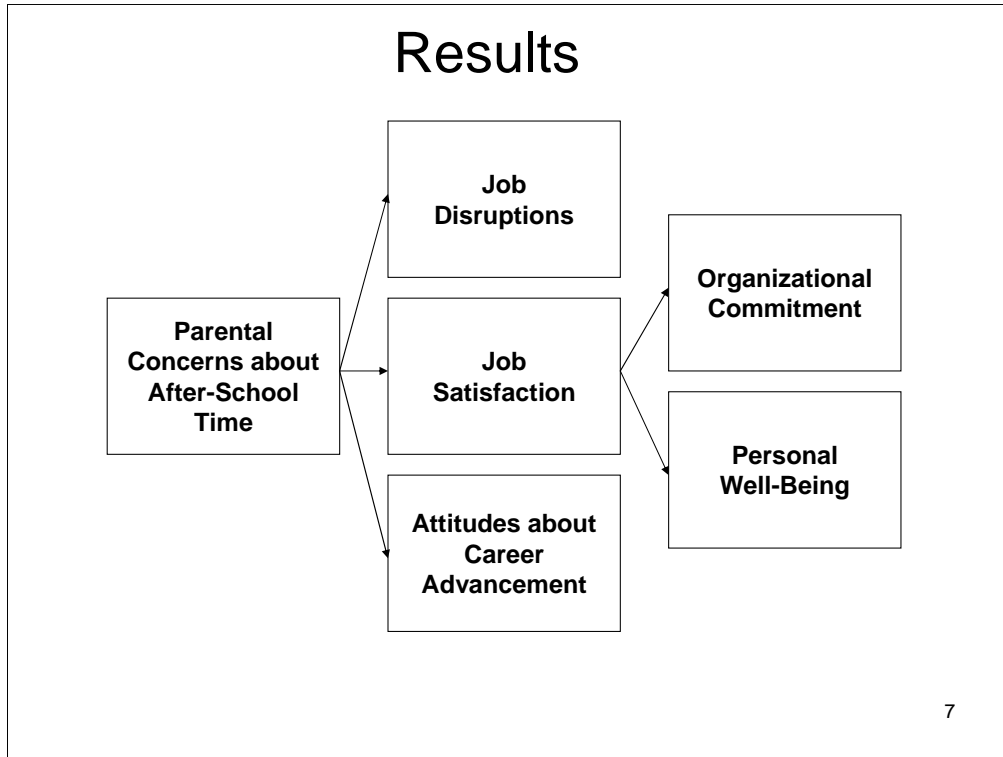 Results
Parental
Concerns about
After-School
Time
Job
Disruptions
Job
Satisfaction
Attitudes about
Career
Advancement
Organizational
Commitment
Personal
Well-Being
7